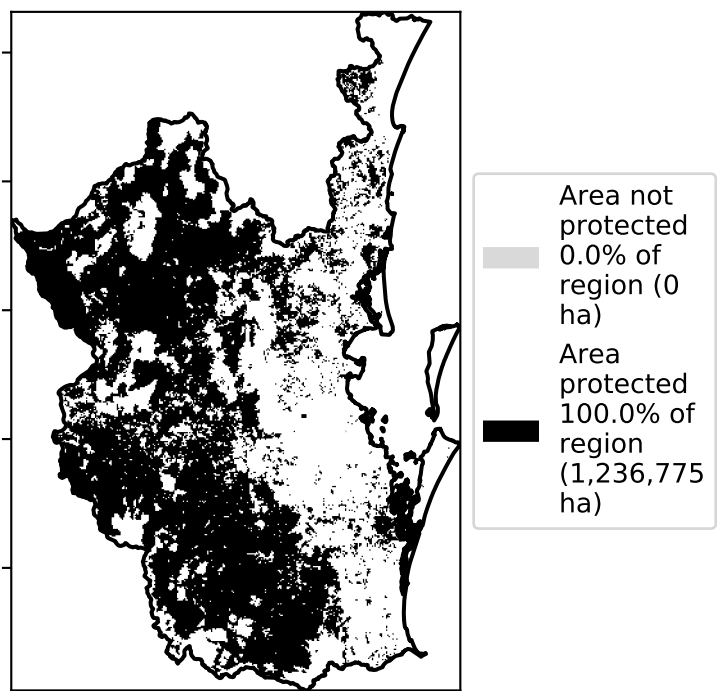 Area not
protected
0.0% of
region (0
ha)
Area
protected
100.0% of
region
(1,236,775
ha)